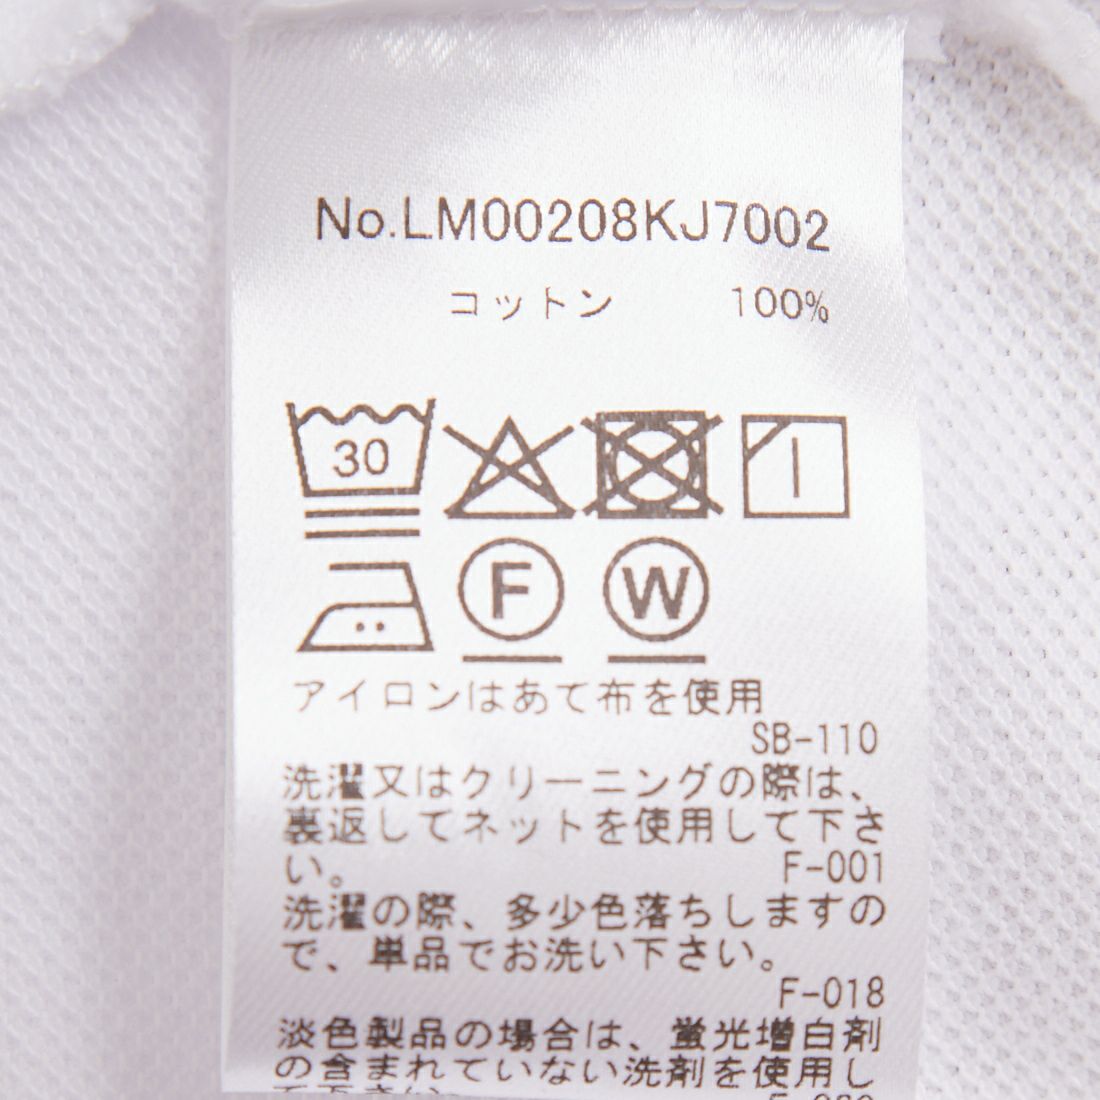 No.LM00208KJ7002
コットン 100%
30
F W
アイロンはあて布を使用
SB-110
洗濯又はクリーニングの際は、
裏返してネットを使用して下さ
い。 F-001
洗濯の際、多少色落ちしますの
で、単品でお洗い下さい。
F-018
淡色製品の場合は、蛍光増白剤
の含まれていない洗剤を使用し
て下さい。